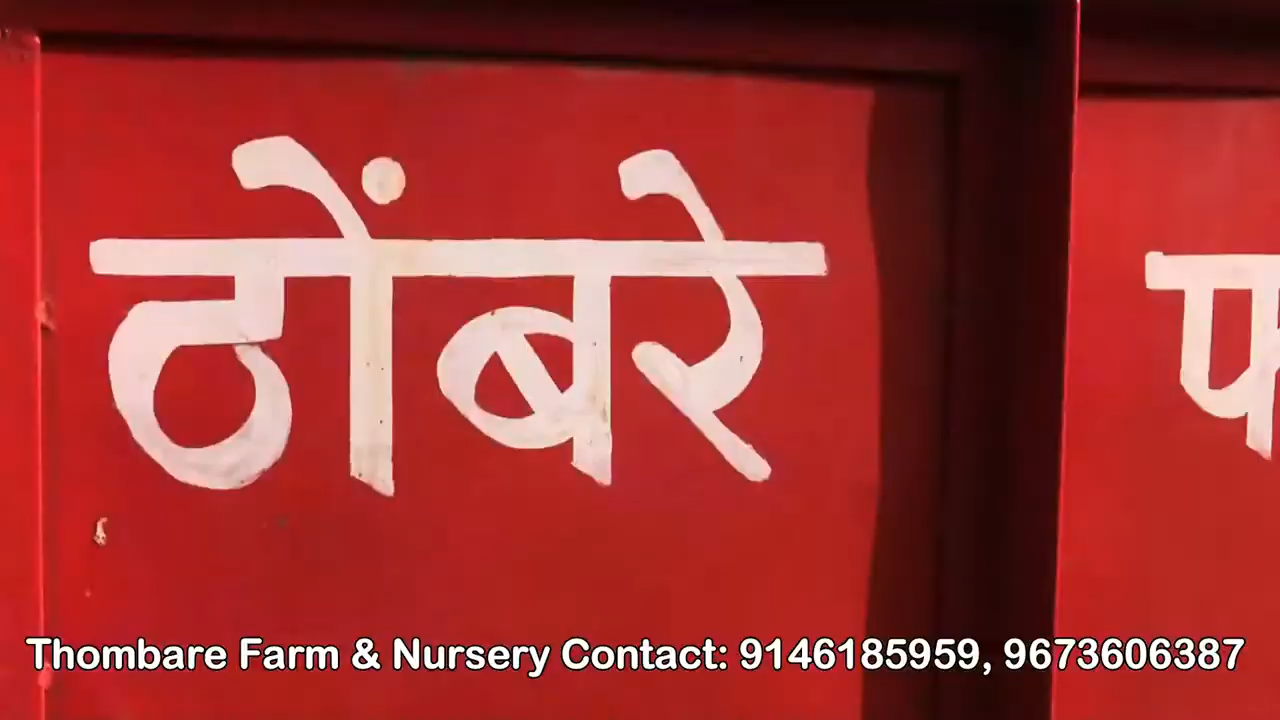 ठोंबरे
Thombare Farm & Nursery Contact: 9146185959, 9673606387